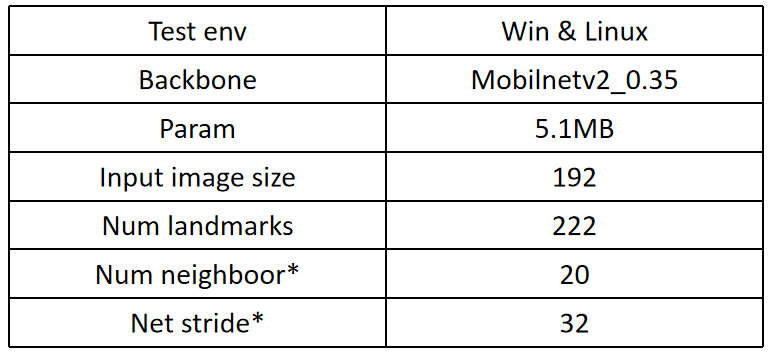 Test env Win & Linux
Backbone Mobilnetv2_0.35
Param 5.1MB
Input image size 192
Num landmarks 222
Num neighboor* 20
Net stride* 32